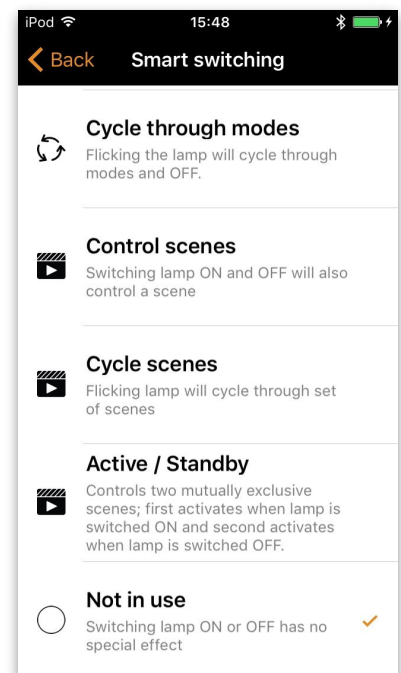 iPod 15:48
Back Smart switching
Cycle through modes
Flicking the lamp will cycle through
modes and OFF.
Control scenes
Switching lamp ON and OFF will also
control a scene
Cycle scenes
Flicking lamp will cycle through set
of scenes
Active / Standby
Controls two mutually exclusive
scenes; first activates when lamp is
switched ON and second activates
when lamp is switched OFF.
Not in use
Switching lamp ON or OFF has no
special effect